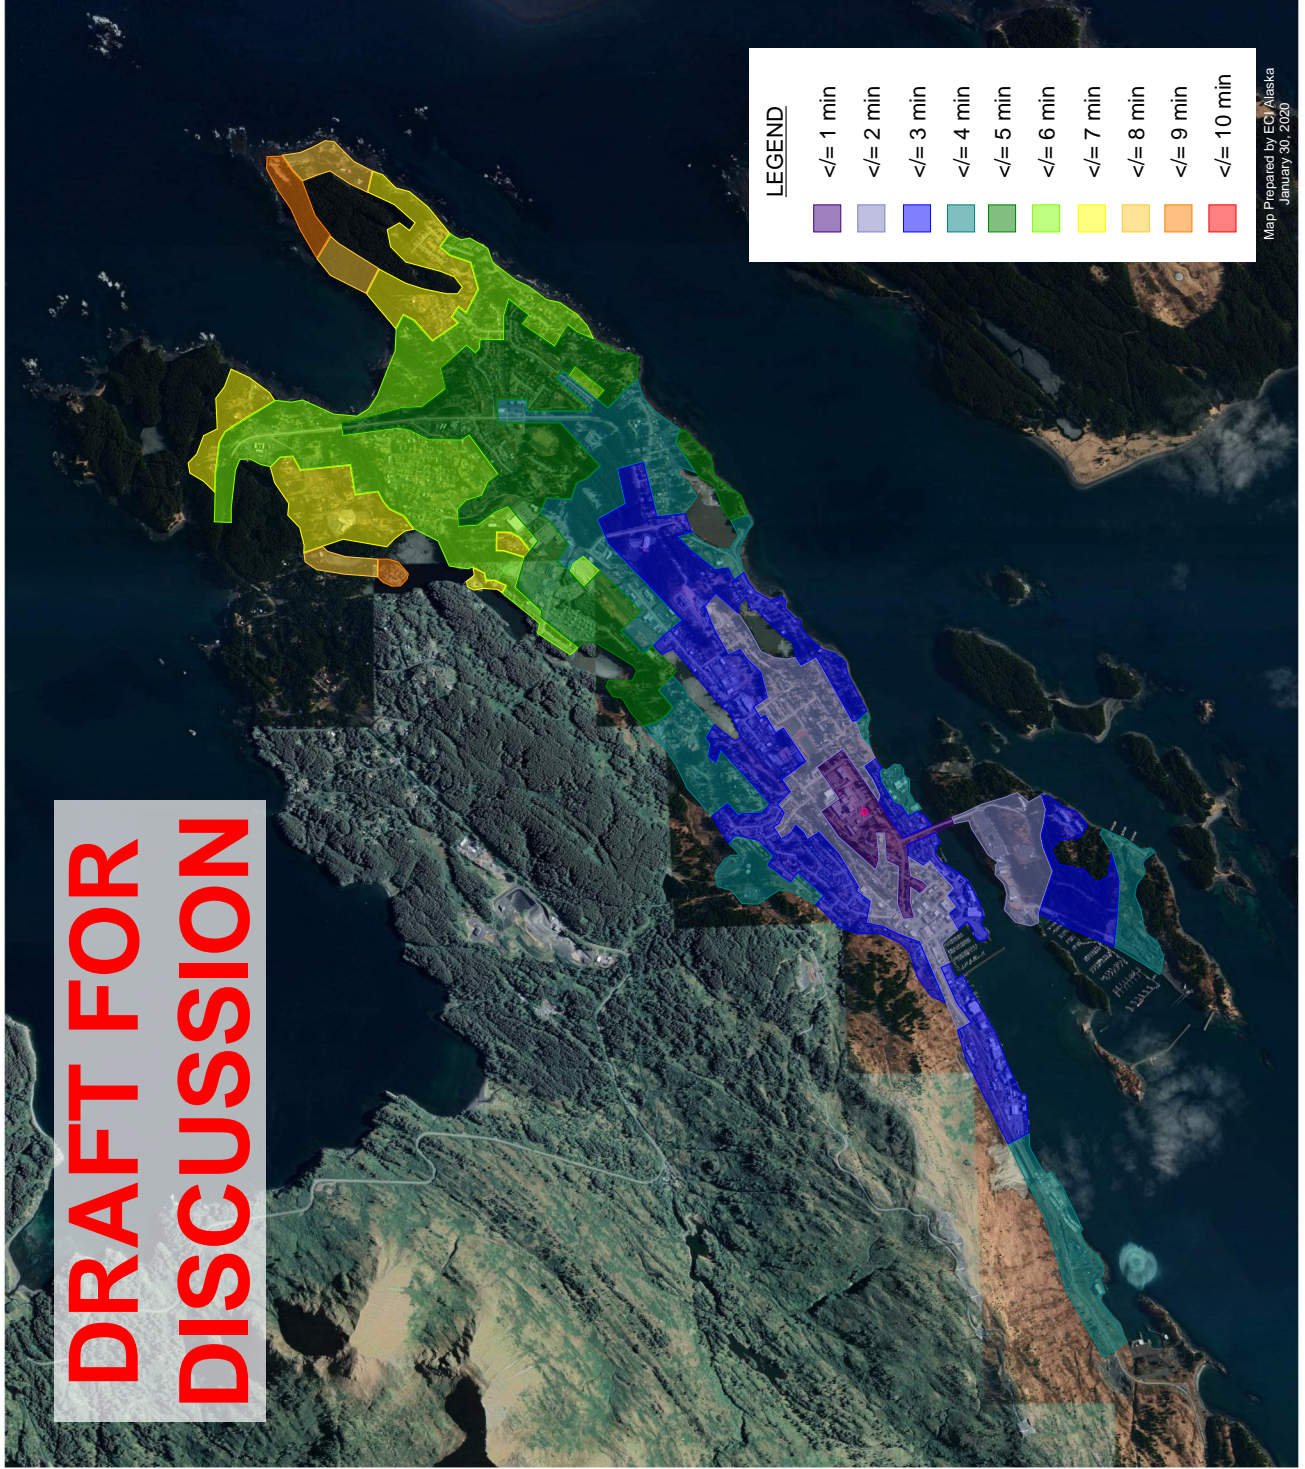 DRAFT FOR
DISCUSSION
LEGEND
</= 1 min
</= 2 min
</= 3 min
</= 4 min
</= 5 min
</= 6 min
</= 7 min
</= 8 min
</= 9 min
</= 10 min
Map Prepared by ECI Alaska
January 30, 2020